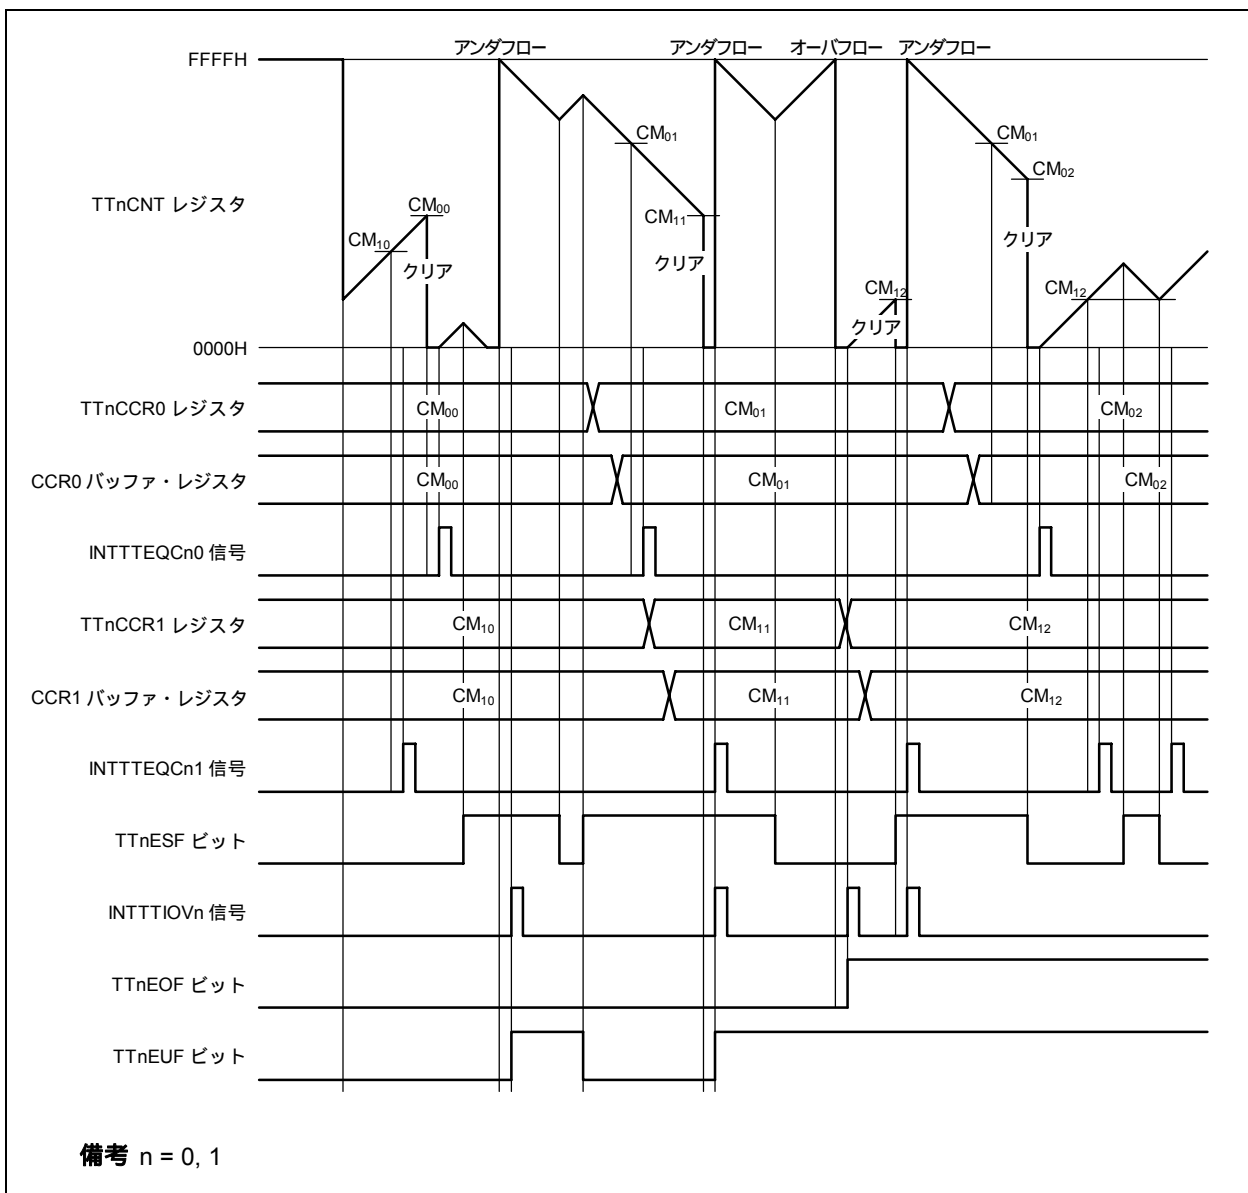 アンダフロー アンダフロー オーバフロー アンダフロー
FFFFH
CM01 CM01
CM02
TTnCNT レジスタ
CM00
CM11
CM10
クリア クリア クリア
CM12 CM12
クリア
0000H
TTnCCR0 レジスタ CM00 CM01 CM02
CCR0 バッファ・レジスタ CM00 CM01 CM02
INTTTEQCn0 信号
TTnCCR1 レジスタ CM10 CM11 CM12
CCR1 バッファ・レジスタ CM10 CM11 CM12
INTTTEQCn1 信号
TTnESF ビット
INTTTIOVn 信号
TTnEOF ビット
TTnEUF ビット
備考 n = 0, 1